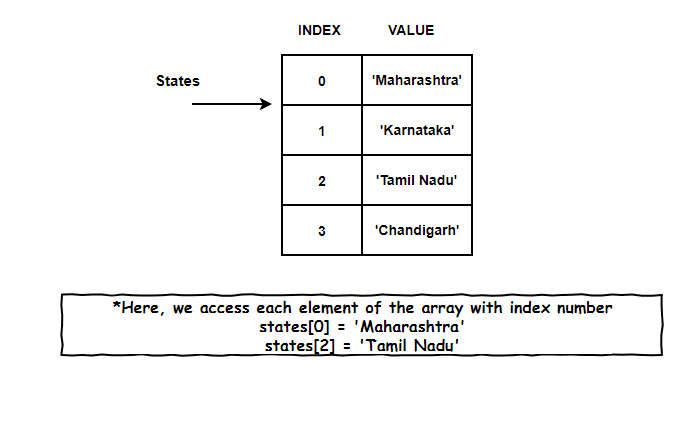 INDEX VALUE
States
0 'Maharashtra'
1 'Karnataka'
2 'Tamil Nadu'
3 'Chandigarh'
*Here, we access each element of the array with index number
states[0] = 'Maharashtra'
states[2] = 'Tamil Nadu'